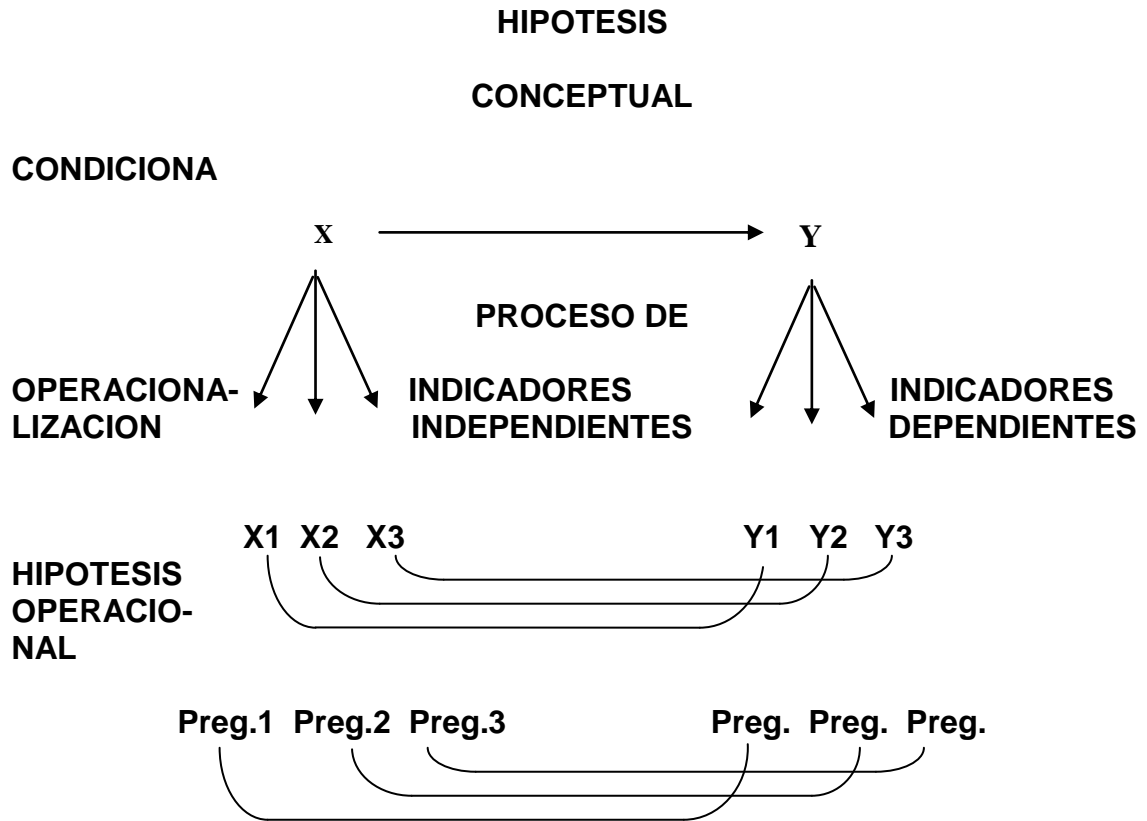 HIPOTESIS
CONCEPTUAL
CONDICIONA
X Y
PROCESO DE
OPERACIONA- INDICADORES INDICADORES
LIZACION INDEPENDIENTES DEPENDIENTES
X1 X2 X3 Y1 Y2 Y3
HIPOTESIS
OPERACIO-
NAL
Preg.1 Preg.2 Preg.3 Preg. Preg. Preg.